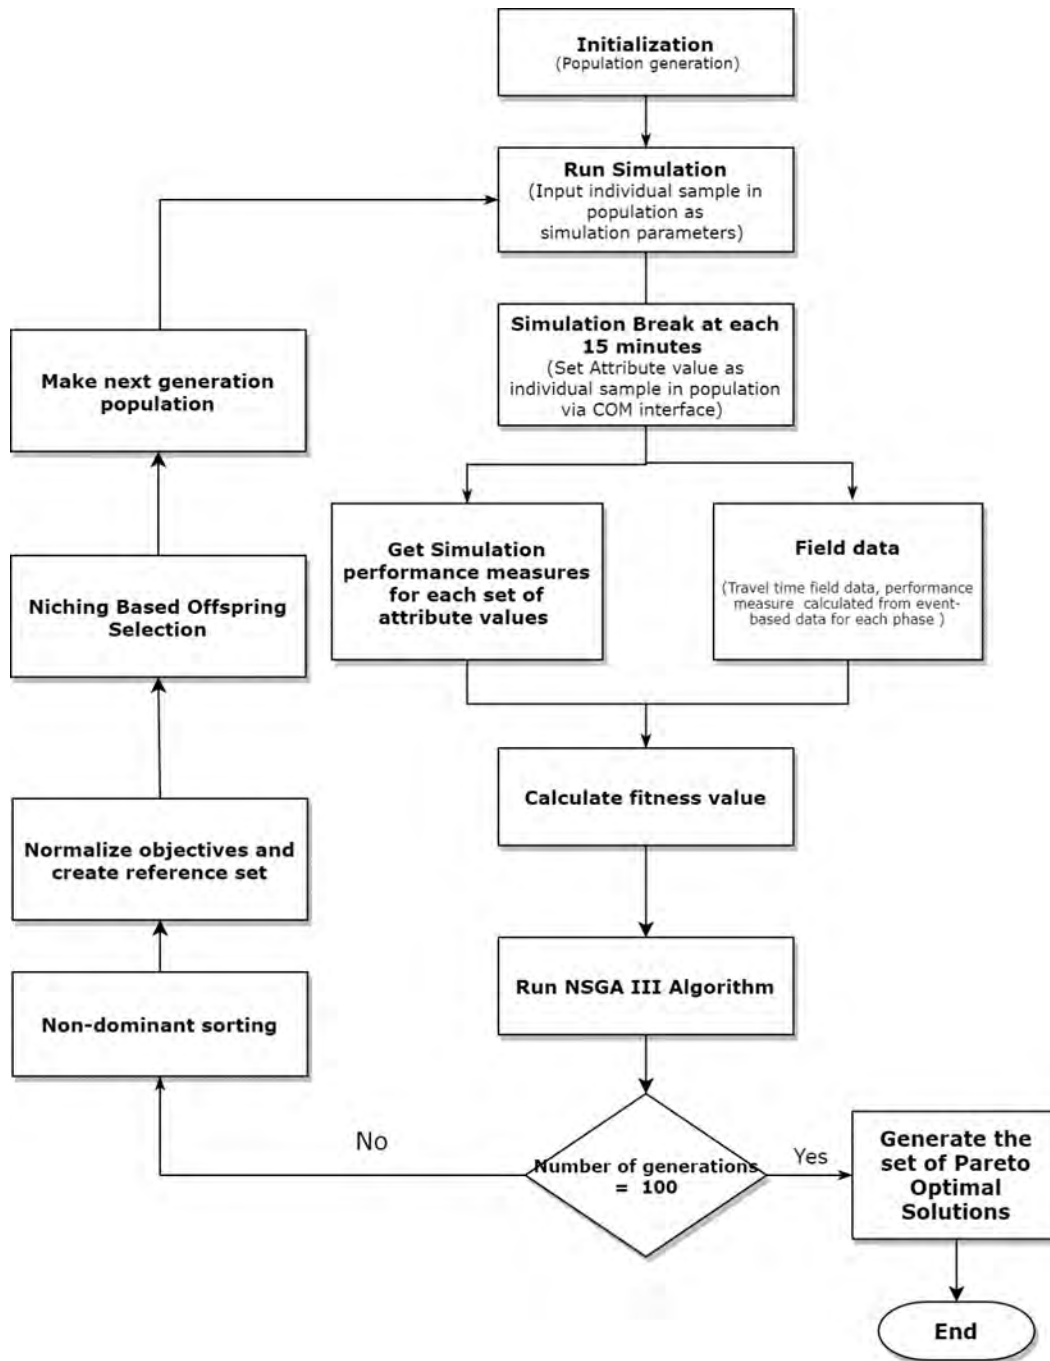 Initialization
(Population generation)
Run Simulation
(Input individual sample in
population as
simulation parameters)
Simulation Break at each
15 minutes
(Set Attribute value as
individual sample in population
via COM interface)
Make next generation
population
Get Simulation
performance measures
for each set of
attribute values
Field data
(Travel time field data, performance
measure calculated from event-
based data for each phase )
Niching Based Offspring
Selection
Calculate fitness value
Normalize objectives and
create reference set
Run NSGA III Algorithm
Non-dominant sorting
No
Number of generations
= 100
Yes
Generate the
set of Pareto
Optimal
Solutions
End